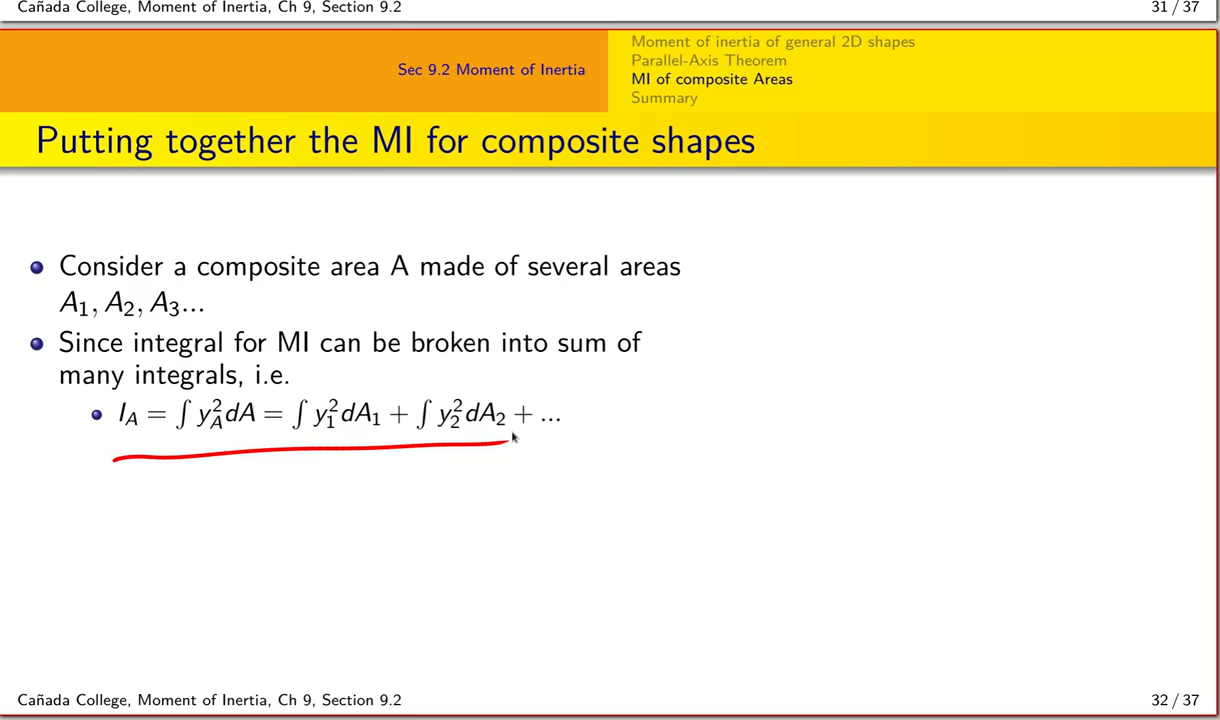 Cañada College, Moment of Inertia, Ch 9, Section 9.2 31 / 37
Sec 9.2 Moment of Inertia
Moment of inertia of general 2D shapes
Parallel-Axis Theorem
MI of composite Areas
Summary
Putting together the MI for composite shapes
Consider a composite area A made of several areas
A₁, A₂, A₃...
Since integral for MI can be broken into sum of
many integrals, i.e.
I_A = ∫ y_A² dA = ∫ y₁² dA₁ + ∫ y₂² dA₂ + ...
Cañada College, Moment of Inertia, Ch 9, Section 9.2 32 / 37